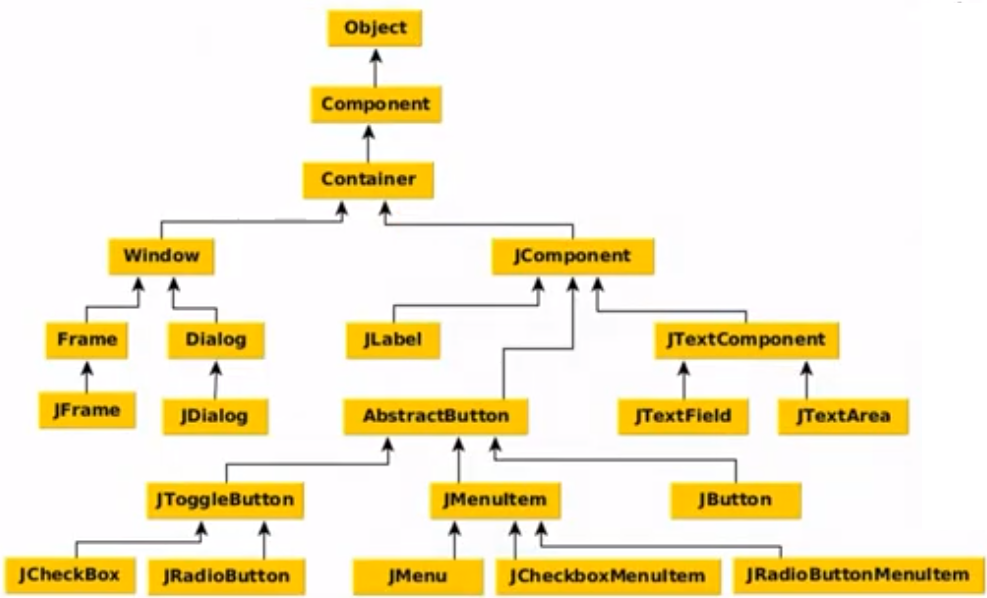 Object
Component
Container
Window
JComponent
Frame
Dialog
JLabel
JTextComponent
JFrame
JDialog
AbstractButton
JTextField
JTextArea
JToggleButton
JMenuItem
JButton
JCheckBox
JRadioButton
JMenu
JCheckboxMenuItem
JRadioButtonMenuItem